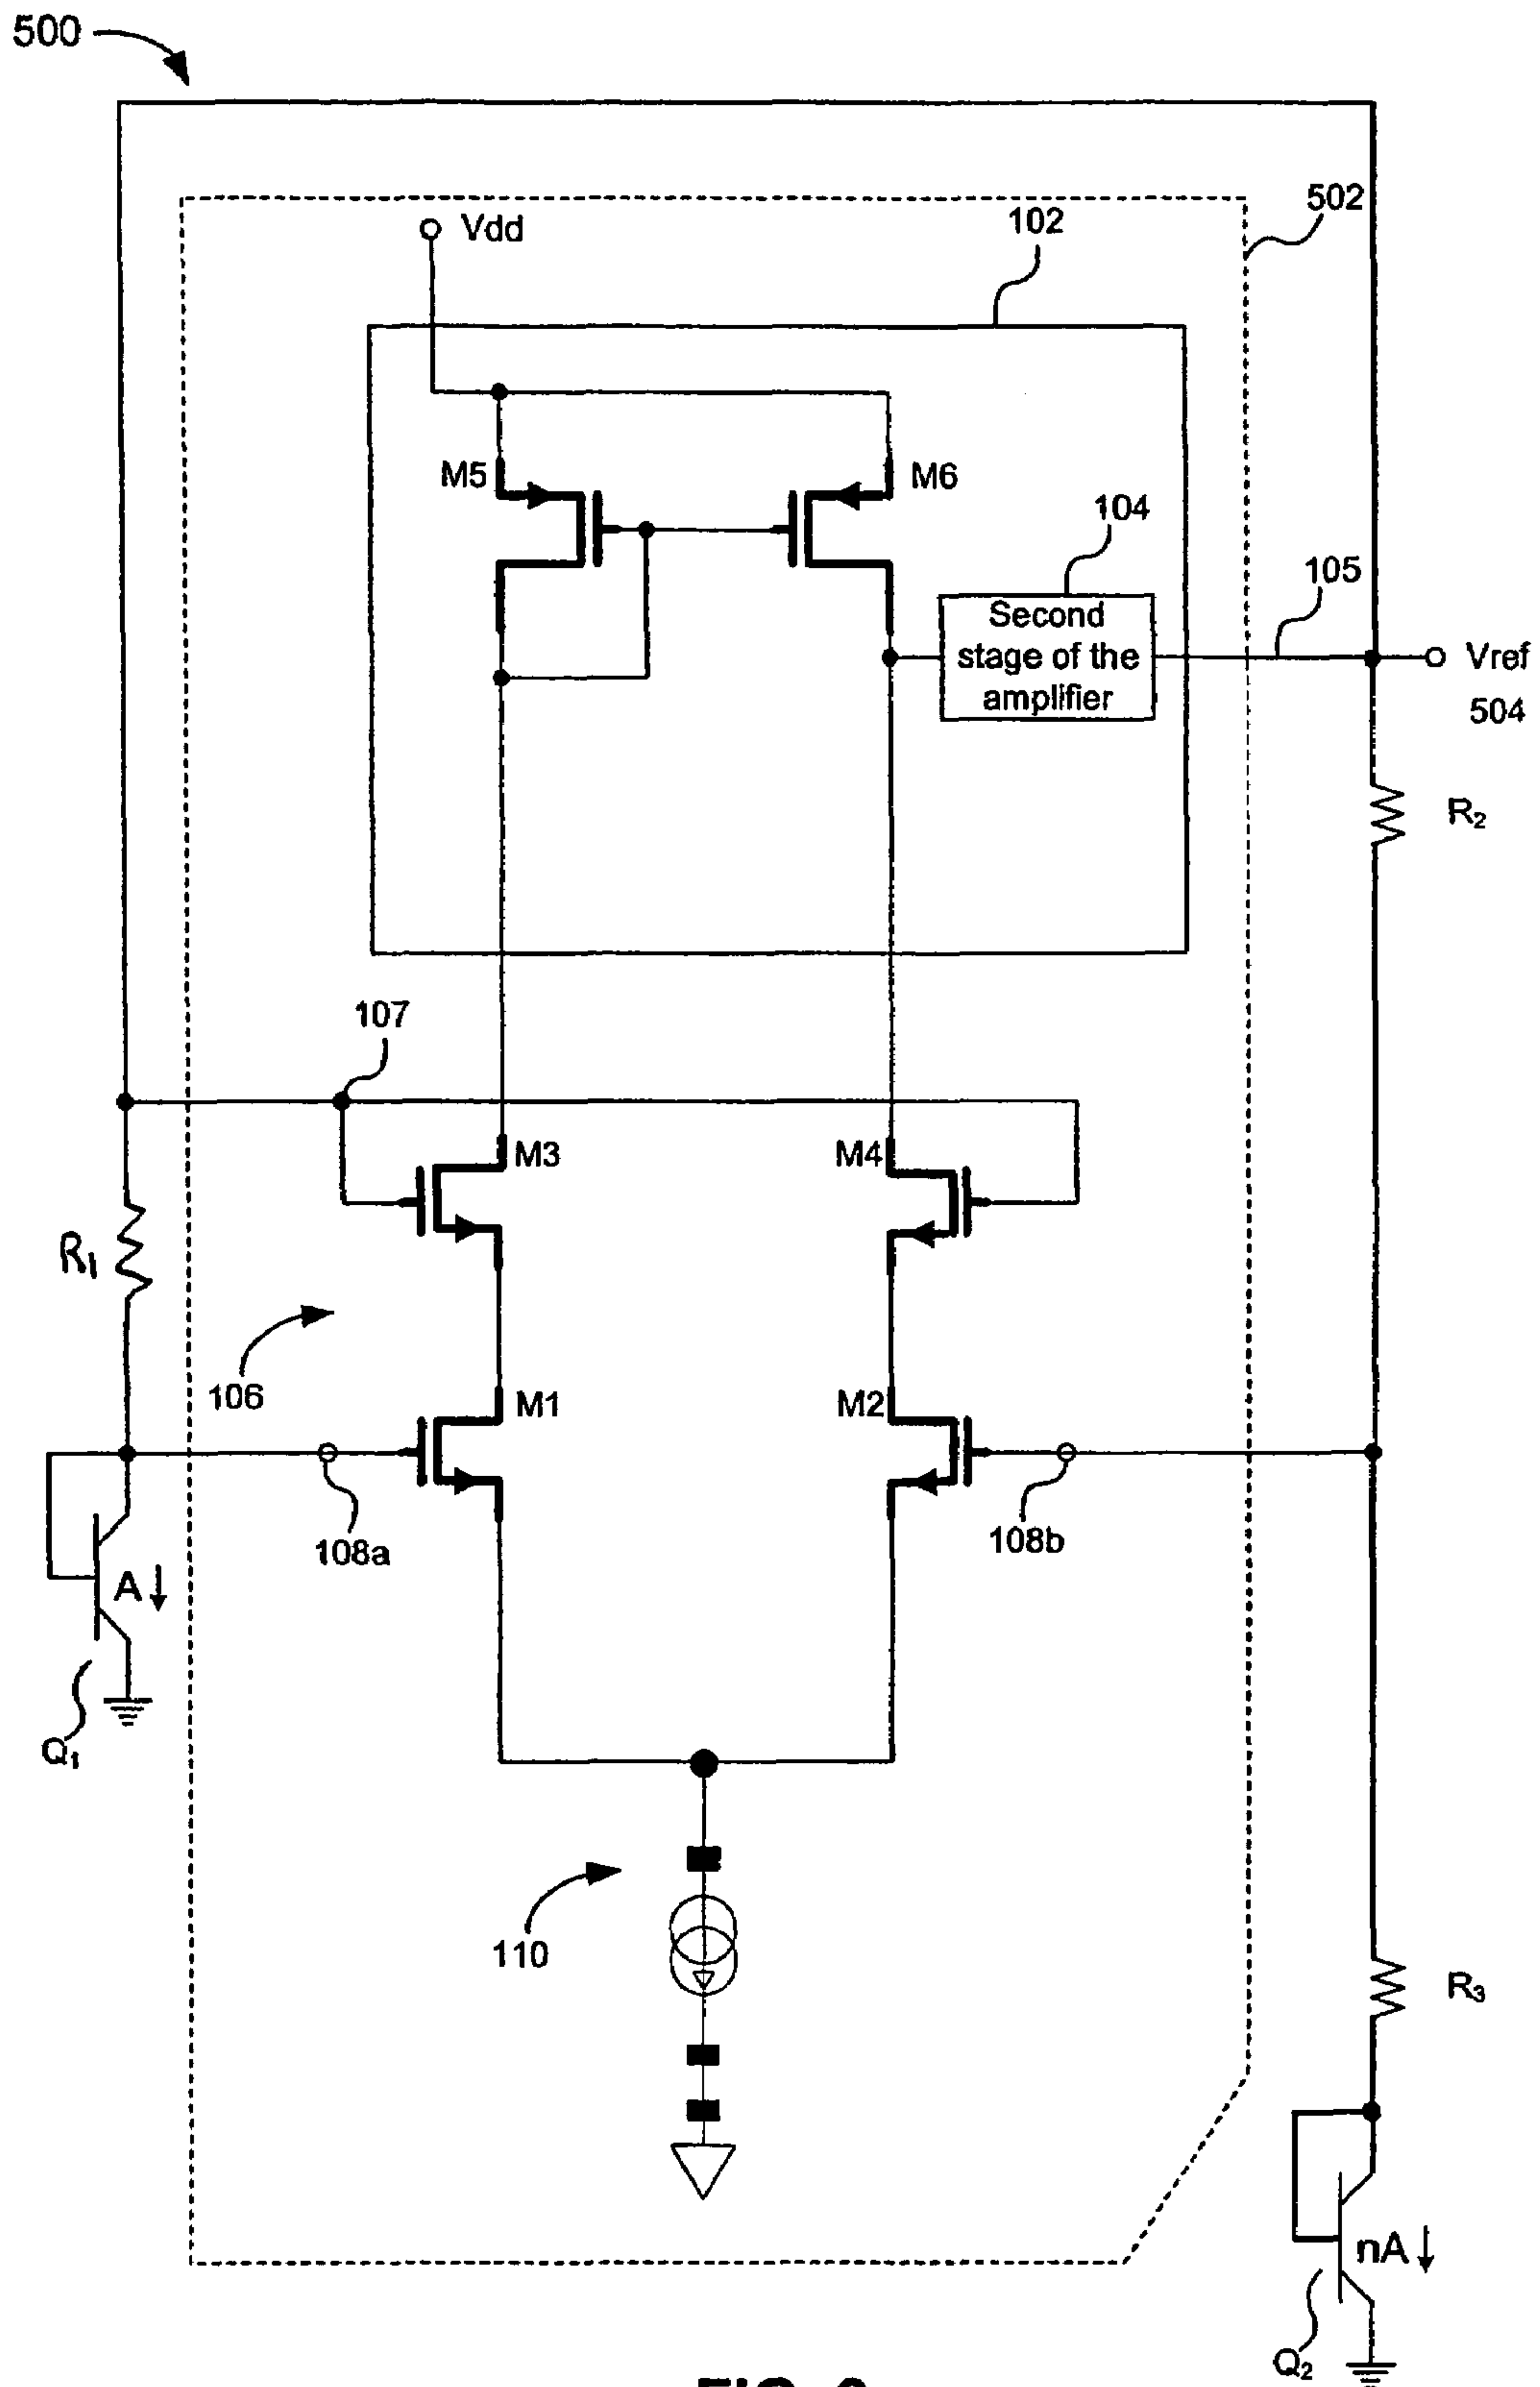 500
502
Vdd
102
M5
M6
104
Second
stage of the
amplifier
105
Vref
504
R₂
107
M3
M4
R₁
106
M1
M2
108a
108b
A
Q₁
110
R₃
nA
Q₂